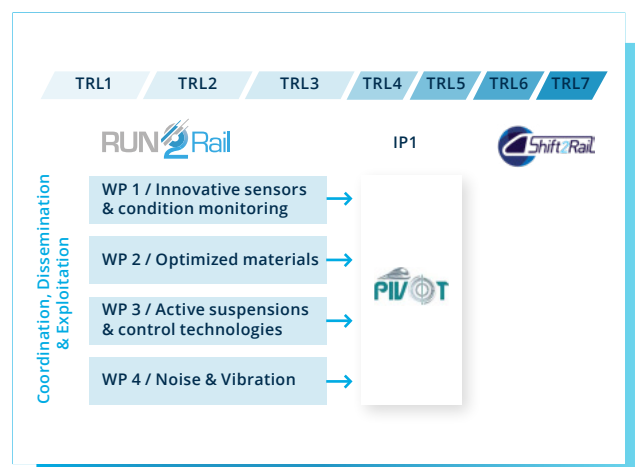 TRL1 TRL2 TRL3 TRL4 TRL5 TRL6 TRL7
RUN2Rail
IP1
Shift2Rail
Coordination, Dissemination
& Exploitation
WP 1 / Innovative sensors
& condition monitoring
WP 2 / Optimized materials
WP 3 / Active suspensions
& control technologies
WP 4 / Noise & Vibration
PIVOT